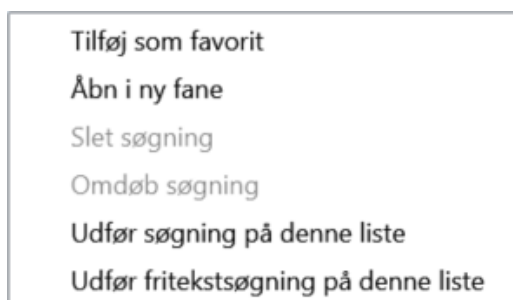 Tilføj som favorit
Åbn i ny fane
Slet søgning
Omdøb søgning
Udfør søgning på denne liste
Udfør fritekstsøgning på denne liste